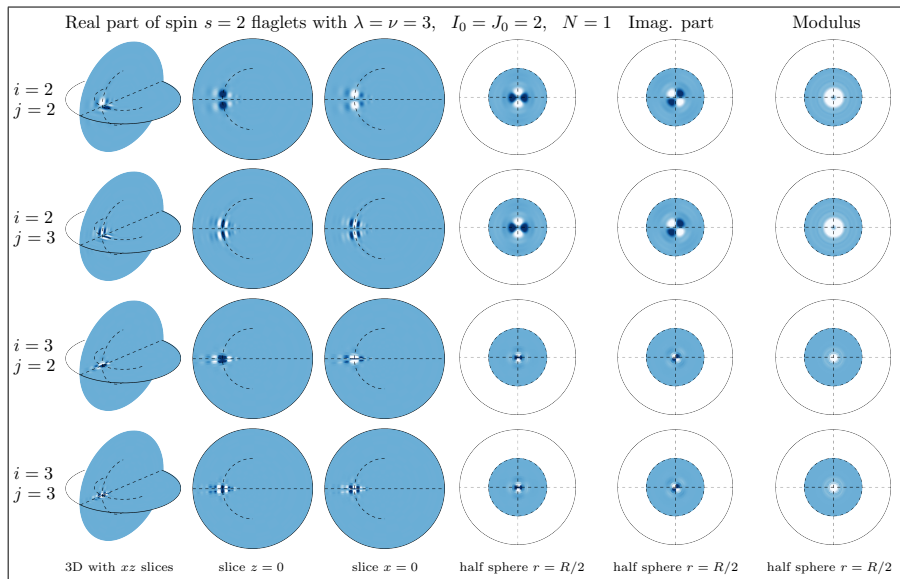 Real part of spin s = 2 flaglets with λ = ν = 3, I₀ = J₀ = 2, N = 1 Imag. part Modulus
i = 2
j = 2
i = 2
j = 3
i = 3
j = 2
i = 3
j = 3
3D with xz slices slice z = 0 slice x = 0 half sphere r = R/2 half sphere r = R/2 half sphere r = R/2